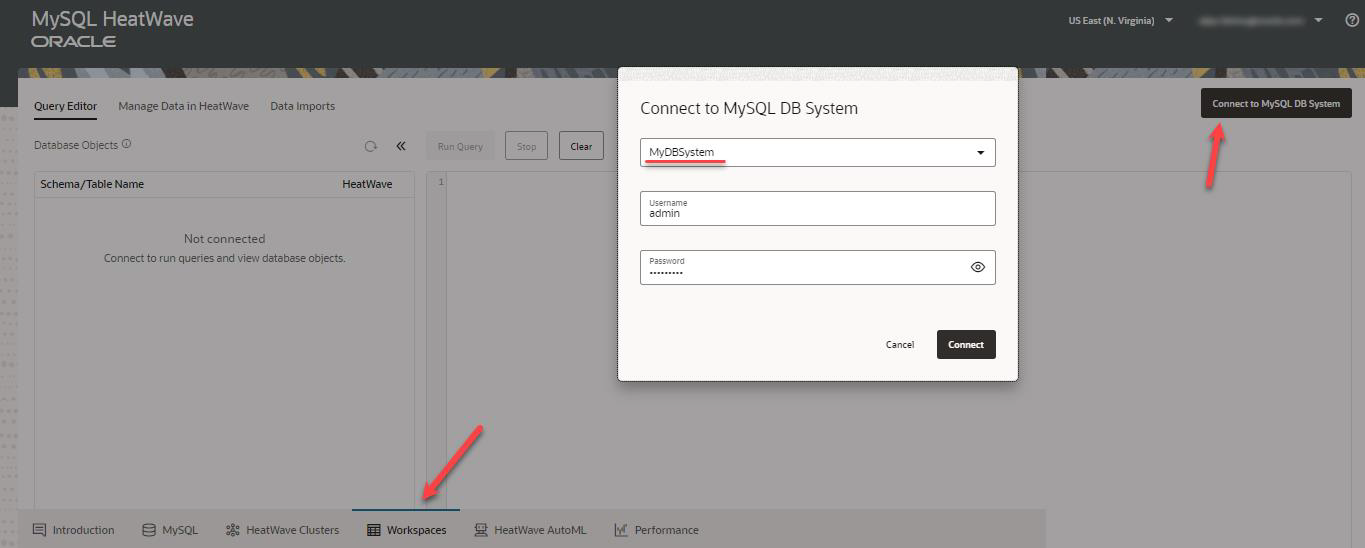 MySQL HeatWave
ORACLE
US East (N. Virginia)
Query Editor Manage Data in HeatWave Data Imports
Connect to MySQL DB System
Database Objects
Run Query Stop Clear
Schema/Table Name HeatWave
1
Not connected
Connect to run queries and view database objects.
Connect to MySQL DB System
MyDBSystem
Username
admin
Password
•••••••••
Cancel Connect
Introduction MySQL HeatWave Clusters Workspaces HeatWave AutoML Performance